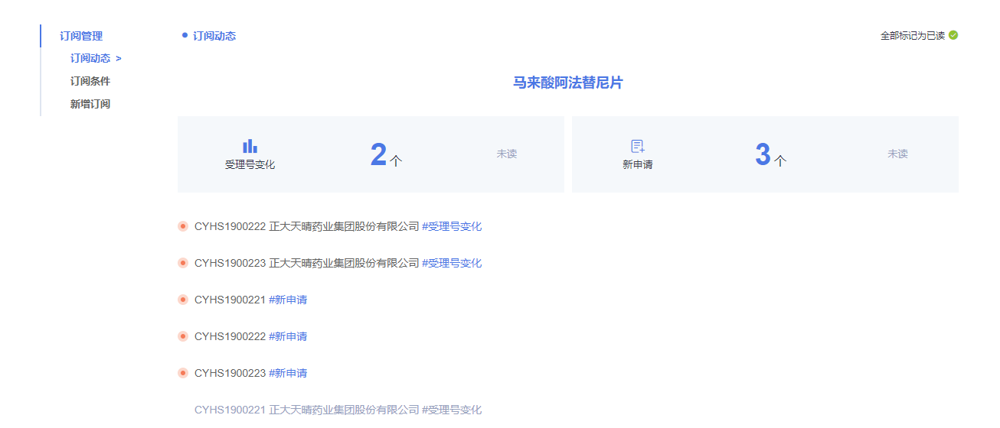 订阅管理
订阅动态 >
订阅条件
新增订阅
订阅动态
全部标记为已读
马来酸阿法替尼片
受理号变化
2个
未读
新申请
3个
未读
CYHS1900222 正大天晴药业集团股份有限公司 #受理号变化
CYHS1900223 正大天晴药业集团股份有限公司 #受理号变化
CYHS1900221 #新申请
CYHS1900222 #新申请
CYHS1900223 #新申请
CYHS1900221 正大天晴药业集团股份有限公司 #受理号变化